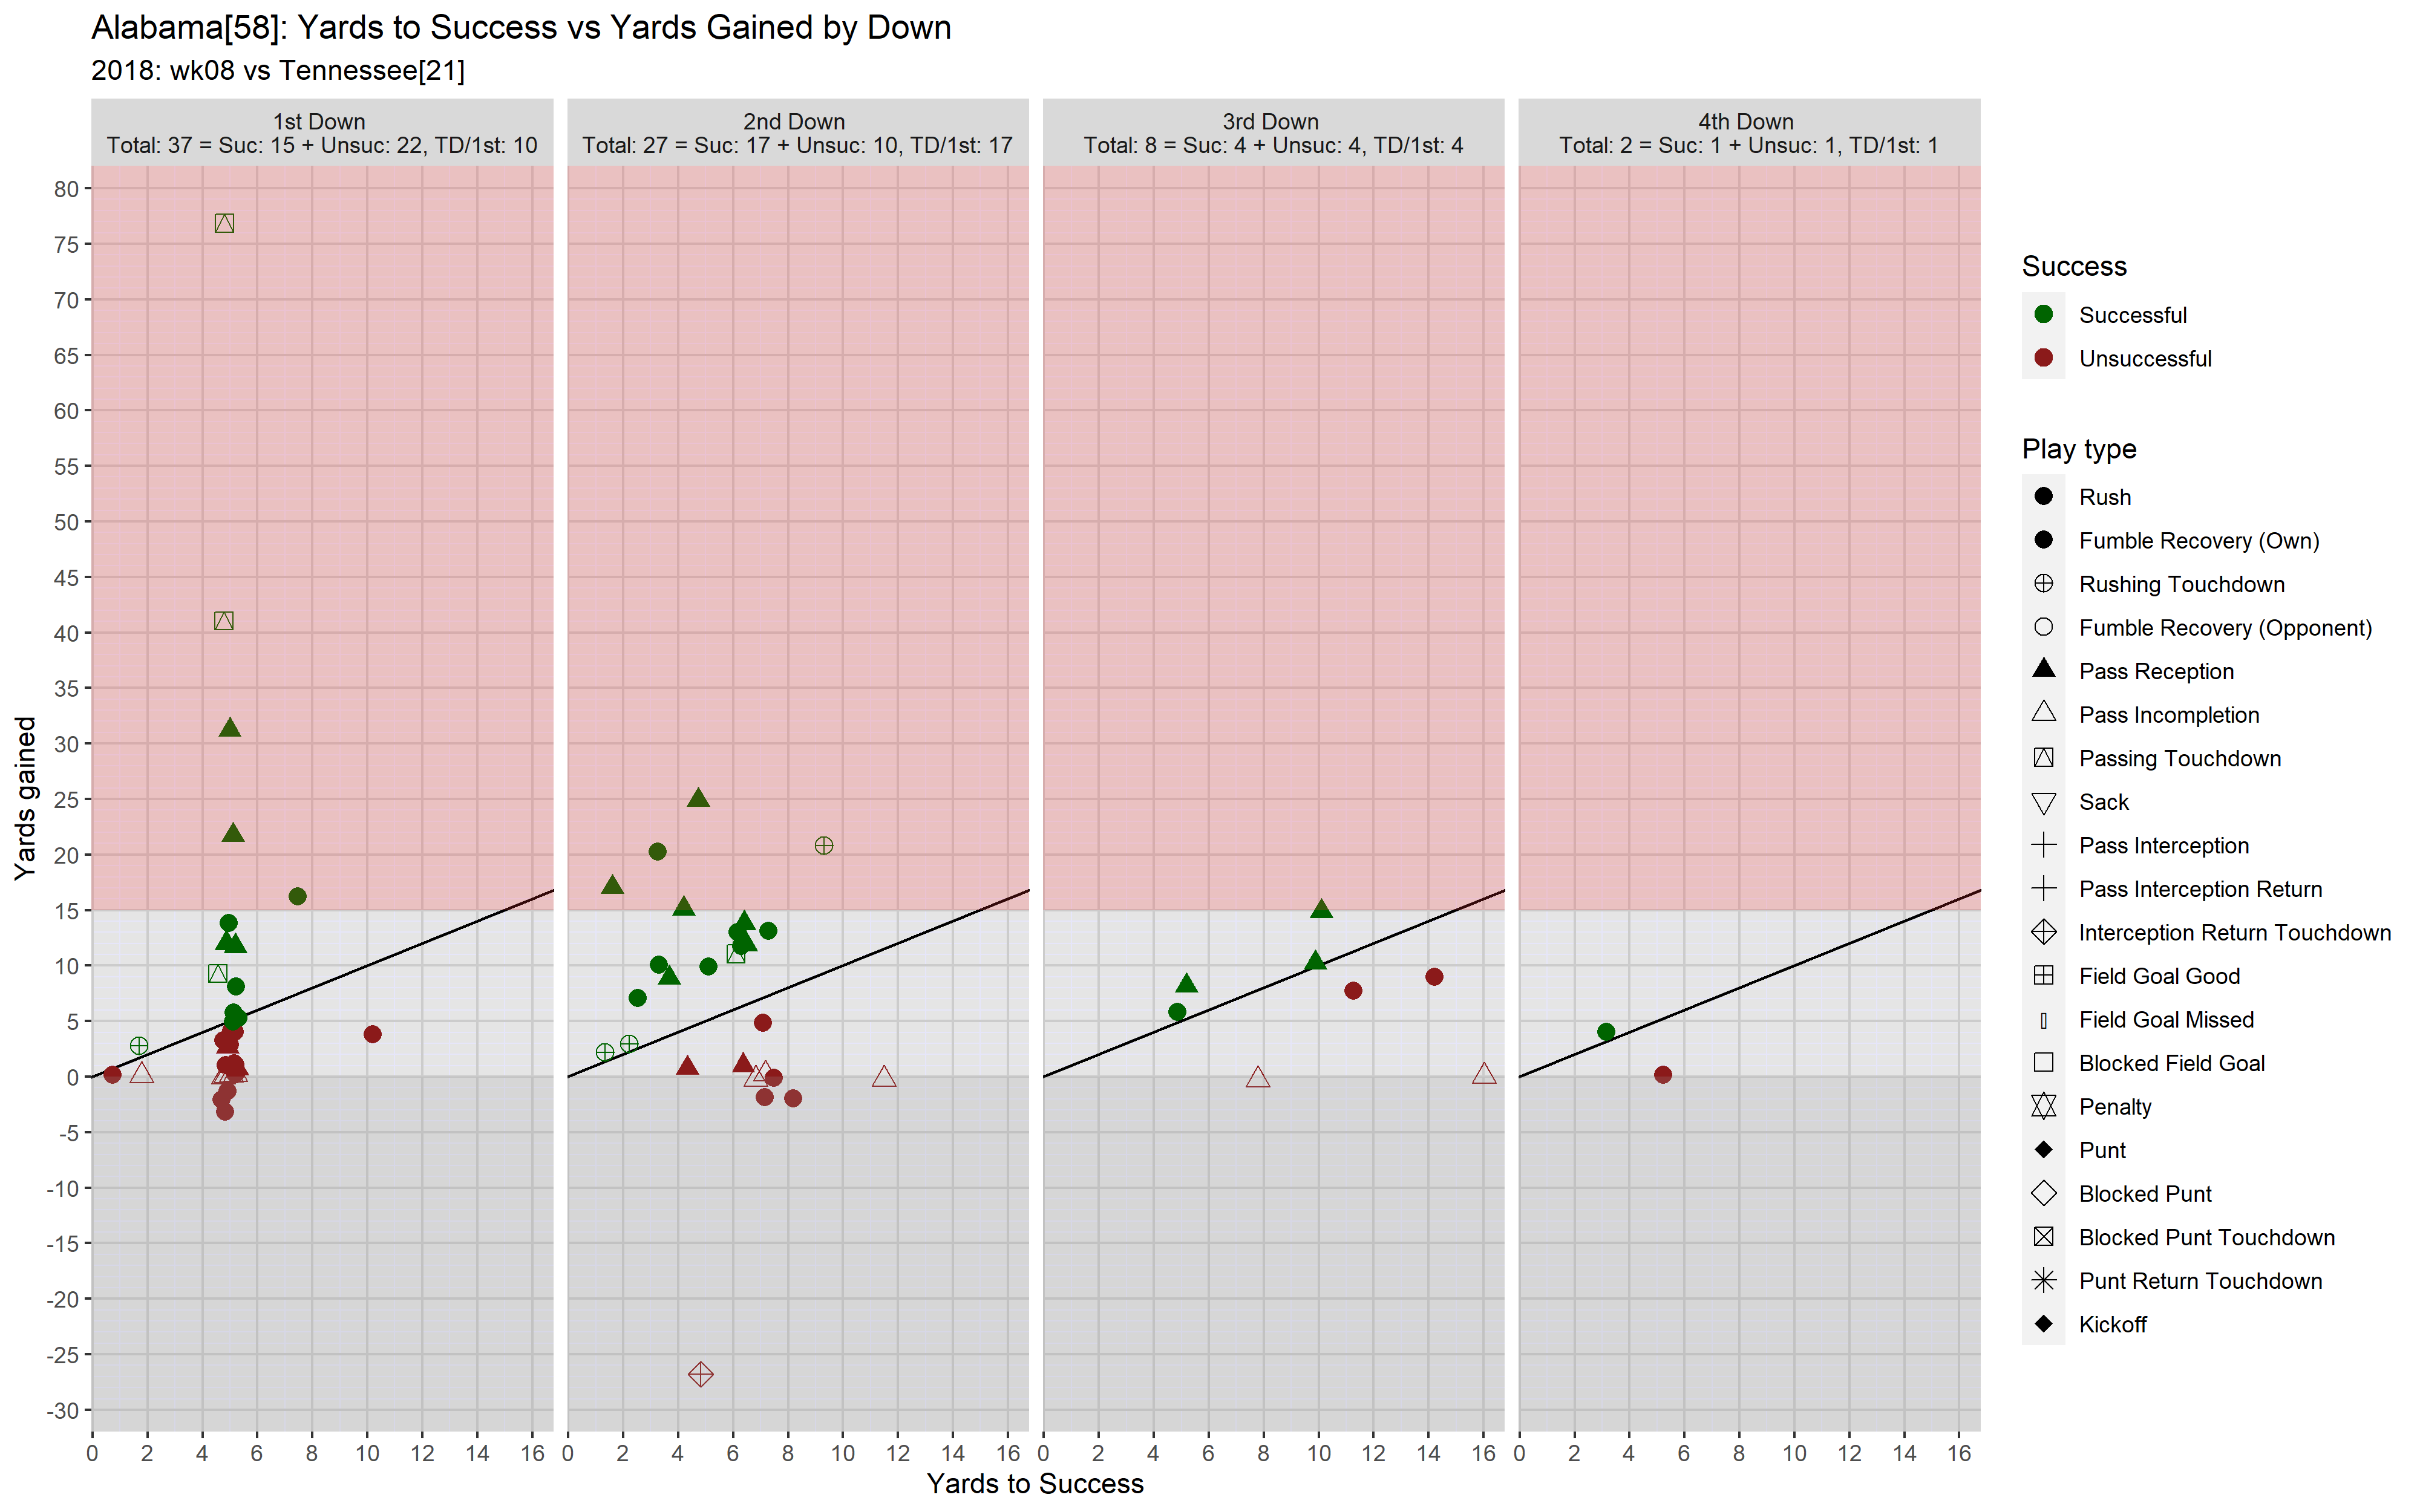 Alabama[58]: Yards to Success vs Yards Gained by Down
2018: wk08 vs Tennessee[21]
1st Down
Total: 37 = Suc: 15 + Unsuc: 22, TD/1st: 10
2nd Down
Total: 27 = Suc: 17 + Unsuc: 10, TD/1st: 17
3rd Down
Total: 8 = Suc: 4 + Unsuc: 4, TD/1st: 4
4th Down
Total: 2 = Suc: 1 + Unsuc: 1, TD/1st: 1
Yards gained
80
75
70
65
60
55
50
45
40
35
30
25
20
15
10
5
0
-5
-10
-15
-20
-25
-30
0 2 4 6 8 10 12 14 16
0 2 4 6 8 10 12 14 16
0 2 4 6 8 10 12 14 16
0 2 4 6 8 10 12 14 16
Yards to Success
Success
Successful
Unsuccessful
Play type
Rush
Fumble Recovery (Own)
Rushing Touchdown
Fumble Recovery (Opponent)
Pass Reception
Pass Incompletion
Passing Touchdown
Sack
Pass Interception
Pass Interception Return
Interception Return Touchdown
Field Goal Good
Field Goal Missed
Blocked Field Goal
Penalty
Punt
Blocked Punt
Blocked Punt Touchdown
Punt Return Touchdown
Kickoff